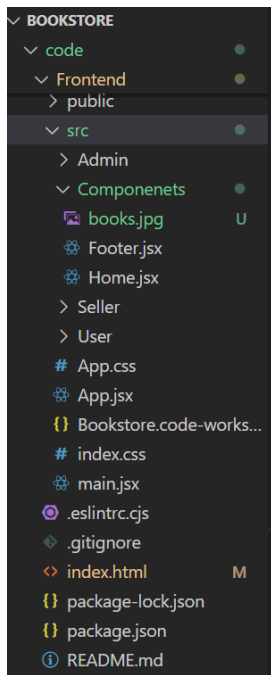 BOOKSTORE
code
Frontend
public
src
Admin
Componenets
books.jpg U
Footer.jsx
Home.jsx
Seller
User
# App.css
App.jsx
{} Bookstore.code-works...
# index.css
main.jsx
.eslintrc.cjs
.gitignore
<> index.html M
{} package-lock.json
{} package.json
README.md